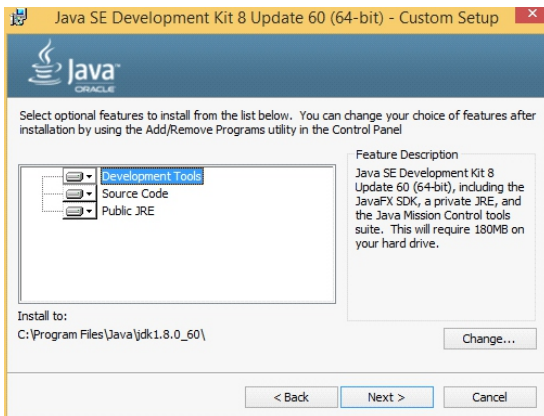 Java SE Development Kit 8 Update 60 (64-bit) - Custom Setup
Java™
ORACLE
Select optional features to install from the list below. You can change your choice of features after
installation by using the Add/Remove Programs utility in the Control Panel
Development Tools
Source Code
Public JRE
Feature Description
Java SE Development Kit 8
Update 60 (64-bit), including the
JavaFX SDK, a private JRE, and
the Java Mission Control tools
suite. This will require 180MB on
your hard drive.
Install to:
C:\Program Files\Java\jdk1.8.0_60\
Change...
< Back
Next >
Cancel